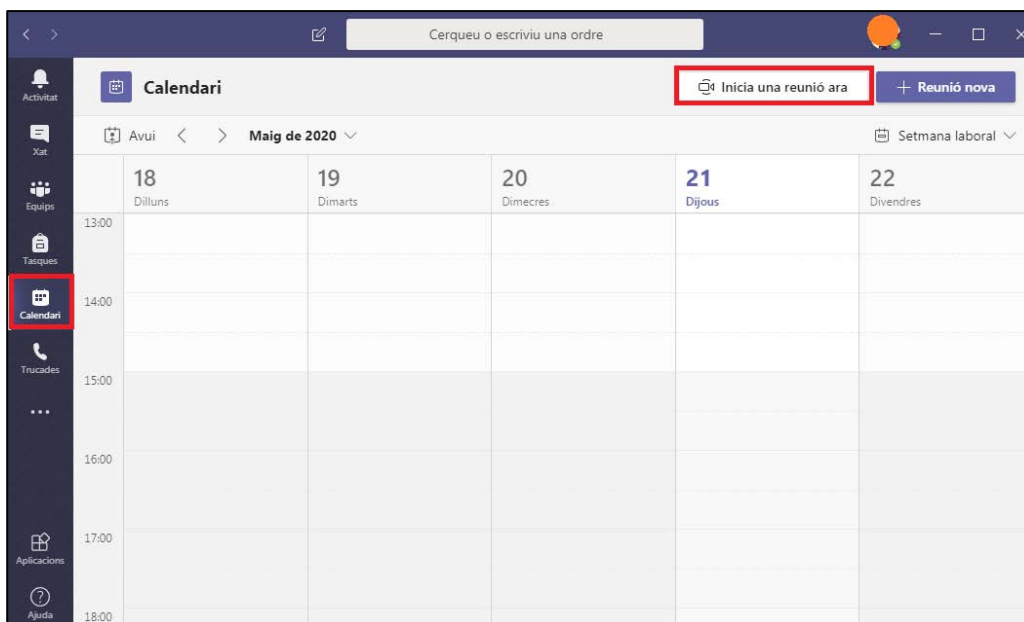 Cerqueu o escriviu una ordre
Activitat
Xat
Equips
Tasques
Calendari
Trucades
Aplicacions
Ajuda
Calendari
Inicia una reunió ara
+ Reunió nova
Avui
Maig de 2020
Setmana laboral
18 19 20 21 22
Dilluns Dimarts Dimecres Dijous Divendres
13:00
14:00
15:00
16:00
17:00
18:00